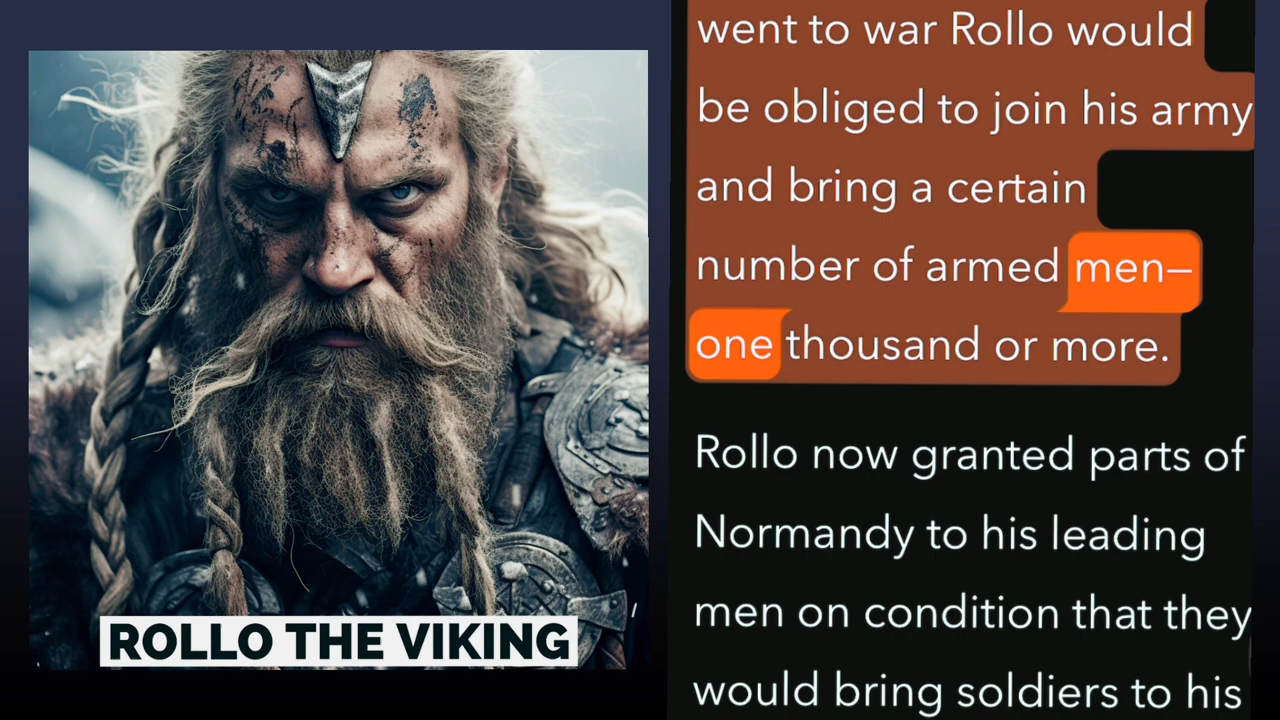 ROLLO THE VIKING
went to war Rollo would
be obliged to join his army
and bring a certain
number of armed men—
one thousand or more.
Rollo now granted parts of
Normandy to his leading
men on condition that they
would bring soldiers to his